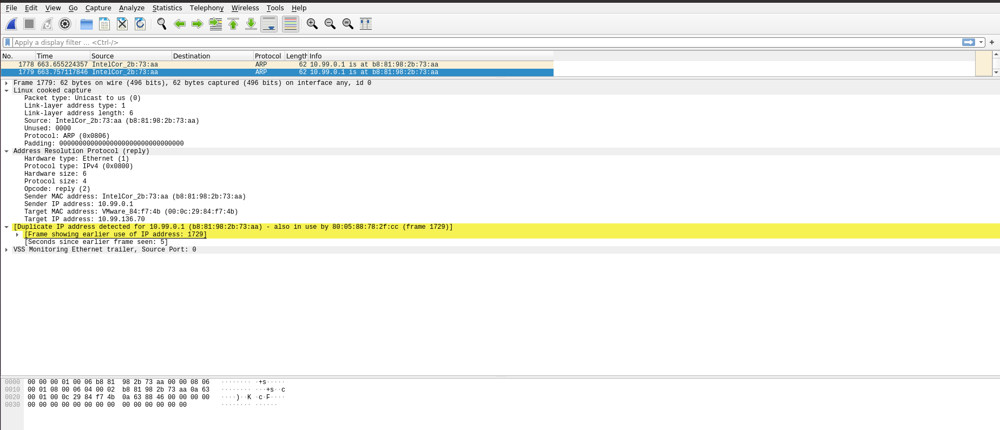 File Edit View Go Capture Analyze Statistics Telephony Wireless Tools Help
Apply a display filter ... <Ctrl-/>
No. Time Source Destination Protocol Length Info
1778 663.655224357 IntelCor_2b:73:aa ARP 62 10.99.0.1 is at b8:81:98:2b:73:aa
1779 663.757117846 IntelCor_2b:73:aa ARP 62 10.99.0.1 is at b8:81:98:2b:73:aa
Frame 1779: 62 bytes on wire (496 bits), 62 bytes captured (496 bits) on interface any, id 0
Linux cooked capture
Packet type: Unicast to us (0)
Link-layer address type: 1
Link-layer address length: 6
Source: IntelCor_2b:73:aa (b8:81:98:2b:73:aa)
Unused: 0000
Protocol: ARP (0x0806)
Padding: 00000000000000000000000000000000
Address Resolution Protocol (reply)
Hardware type: Ethernet (1)
Protocol type: IPv4 (0x0800)
Hardware size: 6
Protocol size: 4
Opcode: reply (2)
Sender MAC address: IntelCor_2b:73:aa (b8:81:98:2b:73:aa)
Sender IP address: 10.99.0.1
Target MAC address: VMware_84:f7:4b (00:0c:29:84:f7:4b)
Target IP address: 10.99.136.70
[Duplicate IP address detected for 10.99.0.1 (b8:81:98:2b:73:aa) - also in use by 80:05:88:78:2f:cc (frame 1729)]
[Frame showing earlier use of IP address: 1729]
[Seconds since earlier frame seen: 5]
VSS Monitoring Ethernet trailer, Source Port: 0
0000 00 00 00 01 00 06 b8 81 98 2b 73 aa 00 00 08 06 ········ ·+s·····
0010 00 01 08 00 06 04 00 02 b8 81 98 2b 73 aa 0a 63 ········ ···+s··c
0020 00 01 00 0c 29 84 f7 4b 0a 63 88 46 00 00 00 00 ····)··K ·c·F····
0030 00 00 00 00 00 00 00 00 00 00 00 00 00 00 ········ ······